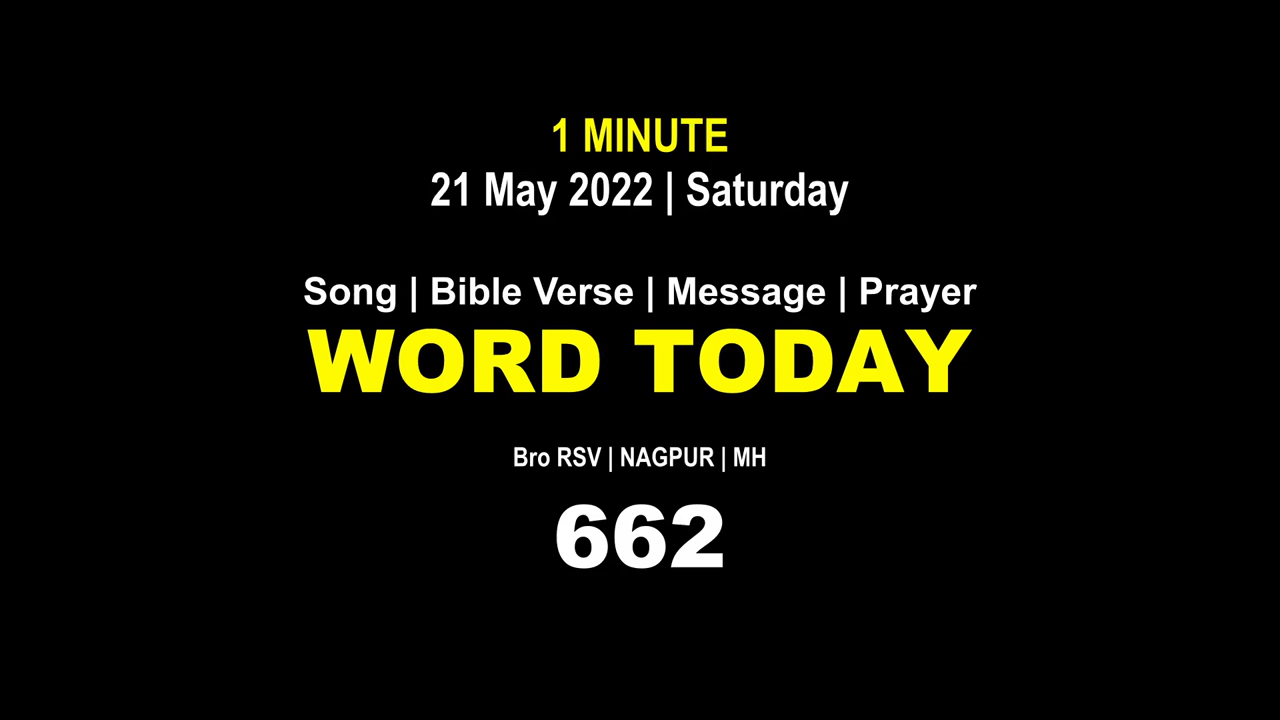 1 MINUTE
21 May 2022 | Saturday
Song | Bible Verse | Message | Prayer
WORD TODAY
Bro RSV | NAGPUR | MH
662